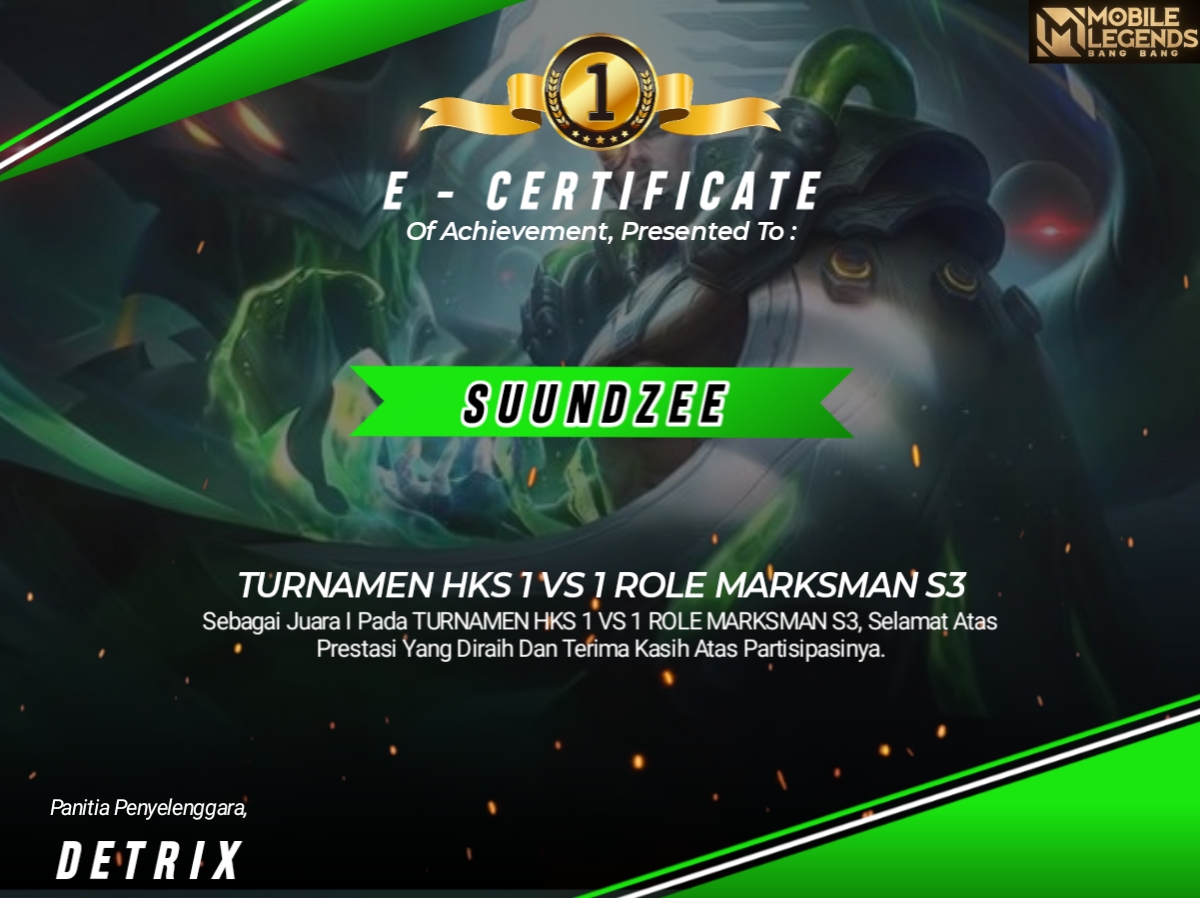 MOBILE
LEGENDS
BANG BANG
1
E - CERTIFICATE
Of Achievement, Presented To :
SUUNDZEE
TURNAMEN HKS 1 VS 1 ROLE MARKSMAN S3
Sebagai Juara I Pada TURNAMEN HKS 1 VS 1 ROLE MARKSMAN S3, Selamat Atas
Prestasi Yang Diraih Dan Terima Kasih Atas Partisipasinya.
Panitia Penyelenggara,
DETRIX